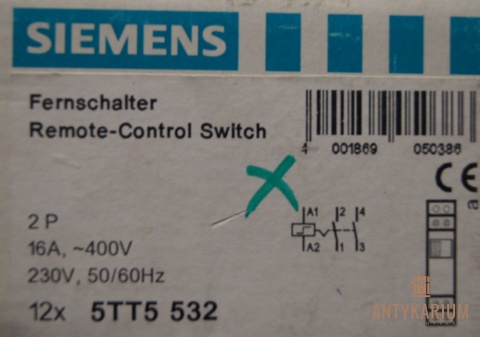 SIEMENS
Fernschalter
Remote-Control Switch
4 001869 050386
CE
a
2 P
16A, ~400V
230V, 50/60Hz
12x 5TT5 532
A1 2 4
A2 1 3
ANTYKARIUM